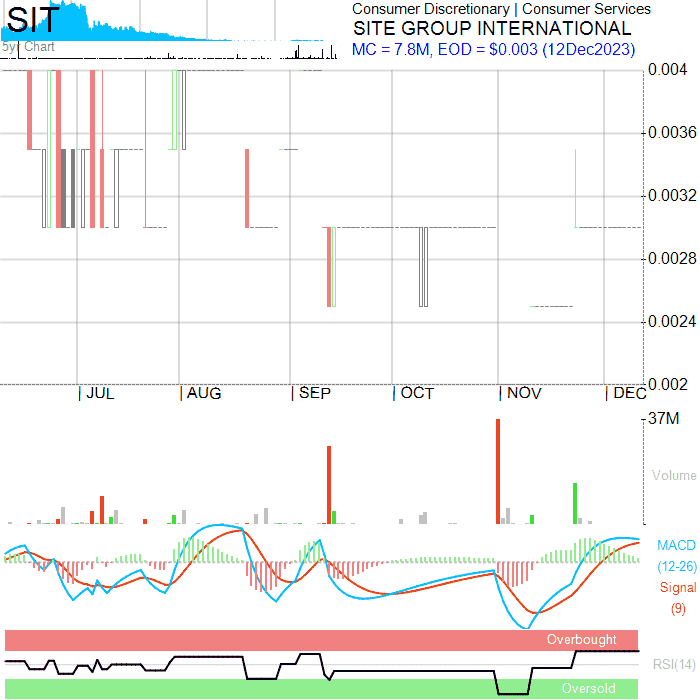 SIT
5yr Chart
Consumer Discretionary | Consumer Services
SITE GROUP INTERNATIONAL
MC = 7.8M, EOD = $0.003 (12Dec2023)
0.004
0.0036
0.0032
0.0028
0.0024
0.002
| JUL | AUG | SEP | OCT | NOV | DEC
37M
Volume
MACD
(12-26)
Signal
(9)
Overbought
RSI(14)
Oversold